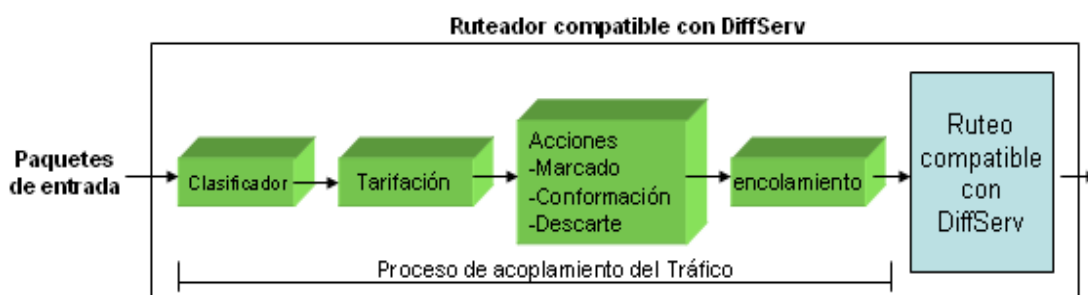 Ruteador compatible con DiffServ
Paquetes
de entrada
Clasificador
Tarifación
Acciones
-Marcado
-Conformación
-Descarte
encolamiento
Ruteo
compatible
con
DiffServ
Proceso de acoplamiento del Tráfico